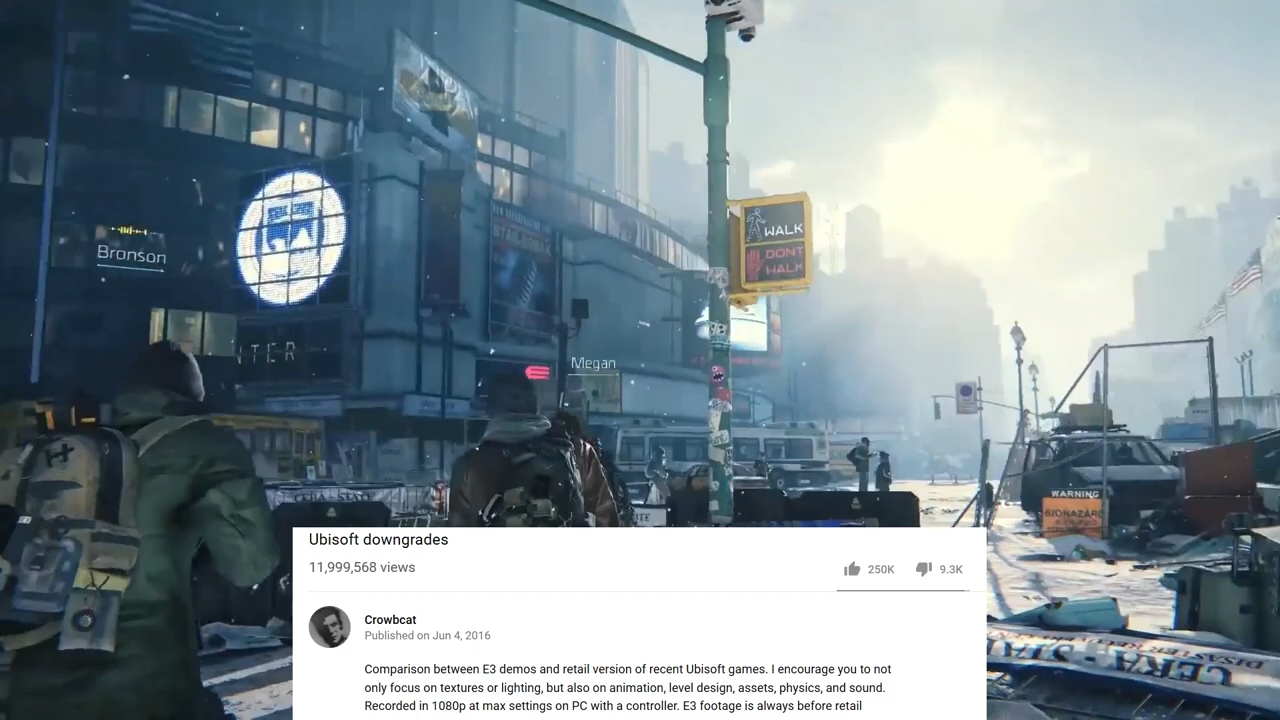 WALK
DONT
WALK
Bronson
NTER
Megan
WARNING
BIOHAZARD
Ubisoft downgrades
11,999,568 views
250K
9.3K
Crowbcat
Published on Jun 4, 2016
Comparison between E3 demos and retail version of recent Ubisoft games. I encourage you to not
only focus on textures or lighting, but also on animation, level design, assets, physics, and sound.
Recorded in 1080p at max settings on PC with a controller. E3 footage is always before retail